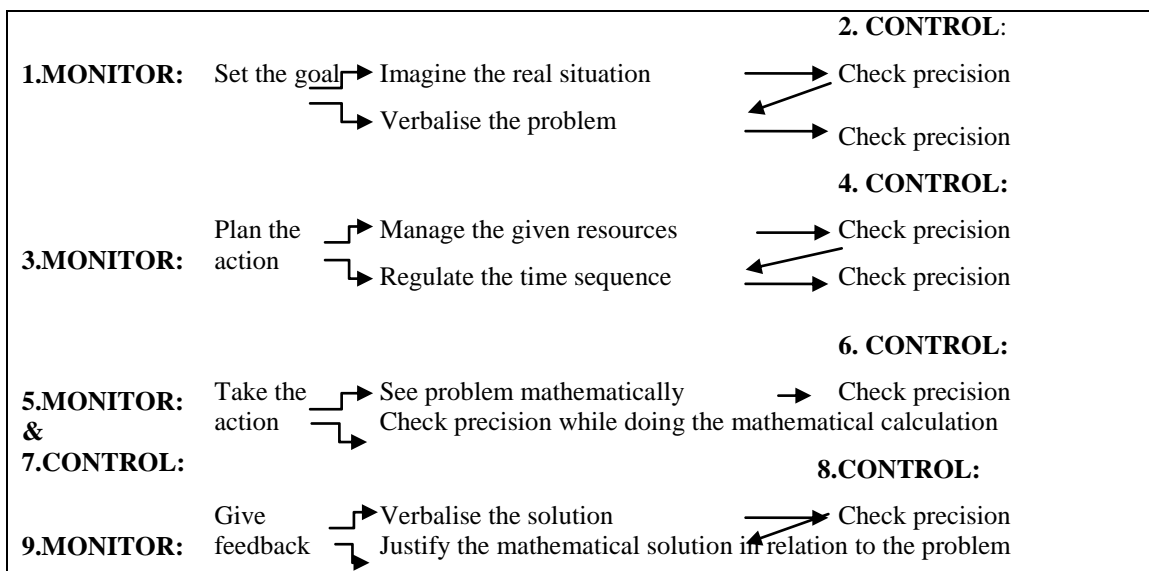 2. CONTROL:
1.MONITOR: Set the goal Imagine the real situation Check precision
Verbalise the problem Check precision
4. CONTROL:
Plan the Manage the given resources Check precision
3.MONITOR: action
Regulate the time sequence Check precision
6. CONTROL:
Take the See problem mathematically Check precision
5.MONITOR: action Check precision while doing the mathematical calculation
&
7.CONTROL: 8.CONTROL:
Give Verbalise the solution Check precision
9.MONITOR: feedback Justify the mathematical solution in relation to the problem